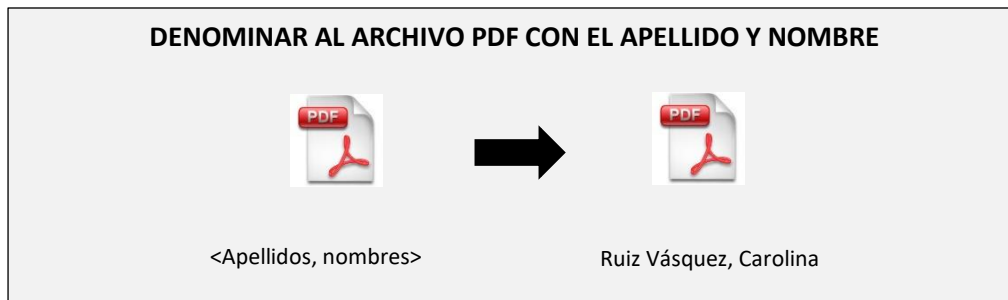 DENOMINAR AL ARCHIVO PDF CON EL APELLIDO Y NOMBRE
PDF
PDF
<Apellidos, nombres>
Ruiz Vásquez, Carolina